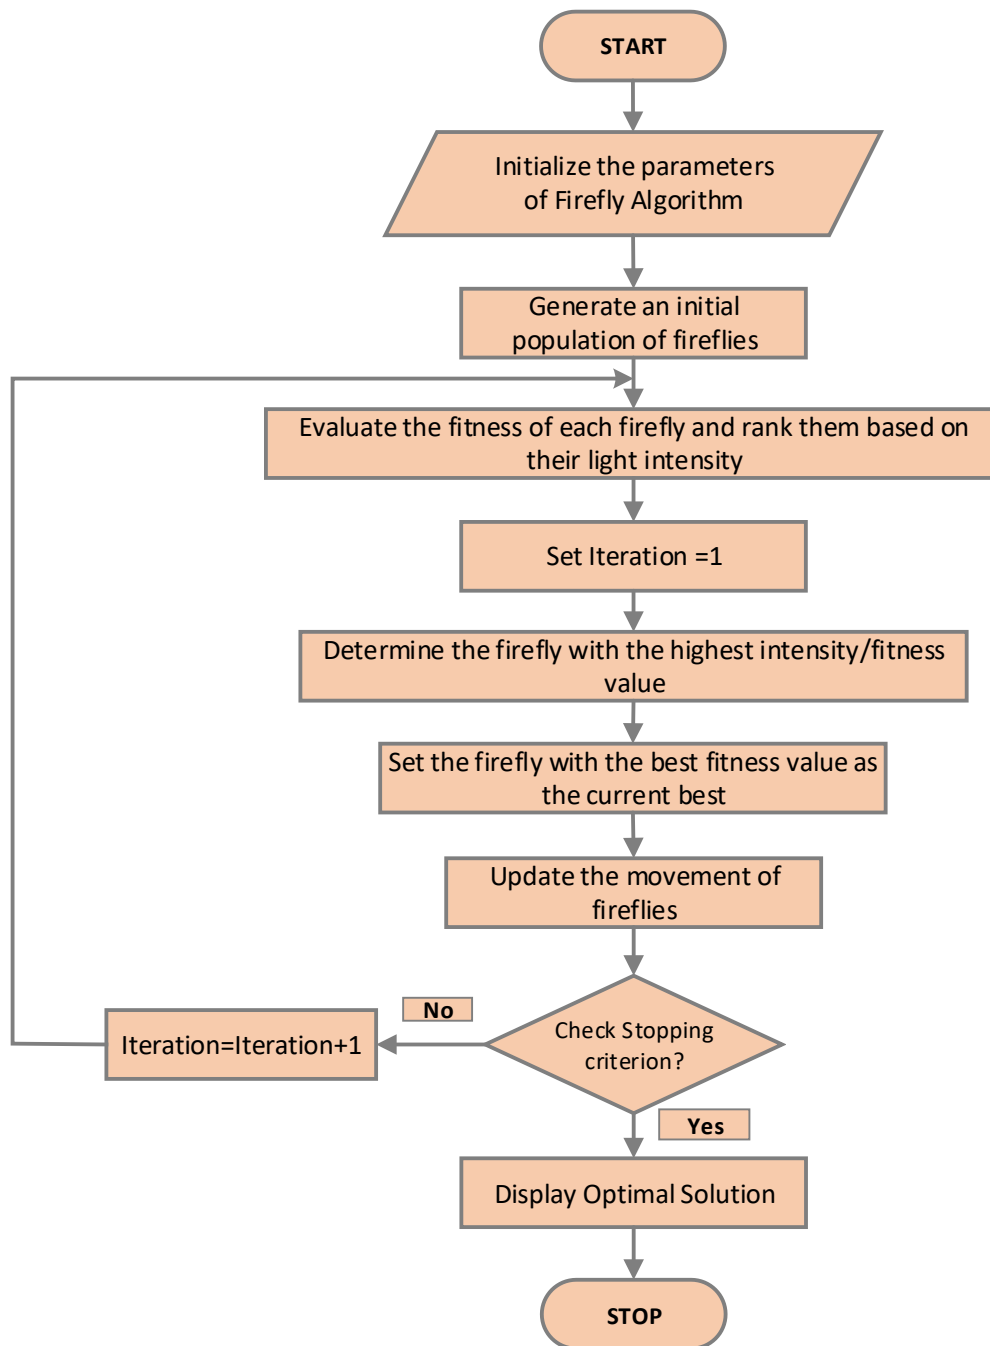 START
Initialize the parameters
of Firefly Algorithm
Generate an initial
population of fireflies
Evaluate the fitness of each firefly and rank them based on
their light intensity
Set Iteration =1
Determine the firefly with the highest intensity/fitness
value
Set the firefly with the best fitness value as
the current best
Update the movement of
fireflies
Check Stopping
criterion?
No
Iteration=Iteration+1
Yes
Display Optimal Solution
STOP